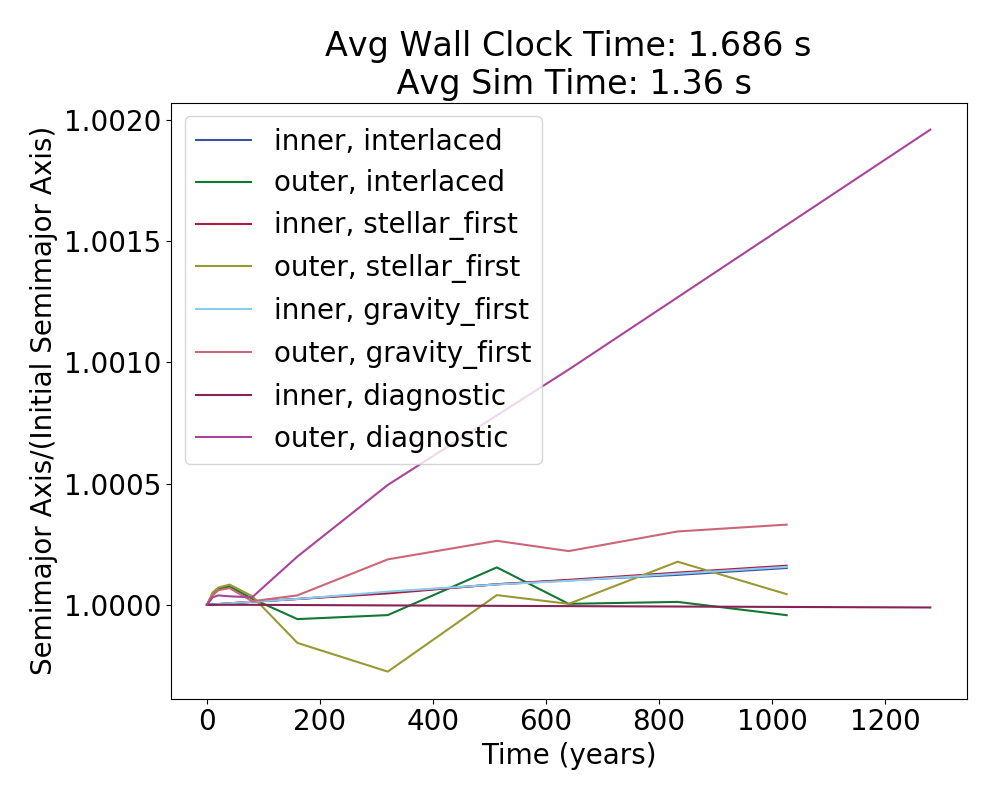 Avg Wall Clock Time: 1.686 s
Avg Sim Time: 1.36 s
Semimajor Axis/(Initial Semimajor Axis)
1.0020
1.0015
1.0010
1.0005
1.0000
inner, interlaced
outer, interlaced
inner, stellar_first
outer, stellar_first
inner, gravity_first
outer, gravity_first
inner, diagnostic
outer, diagnostic
0 200 400 600 800 1000 1200
Time (years)